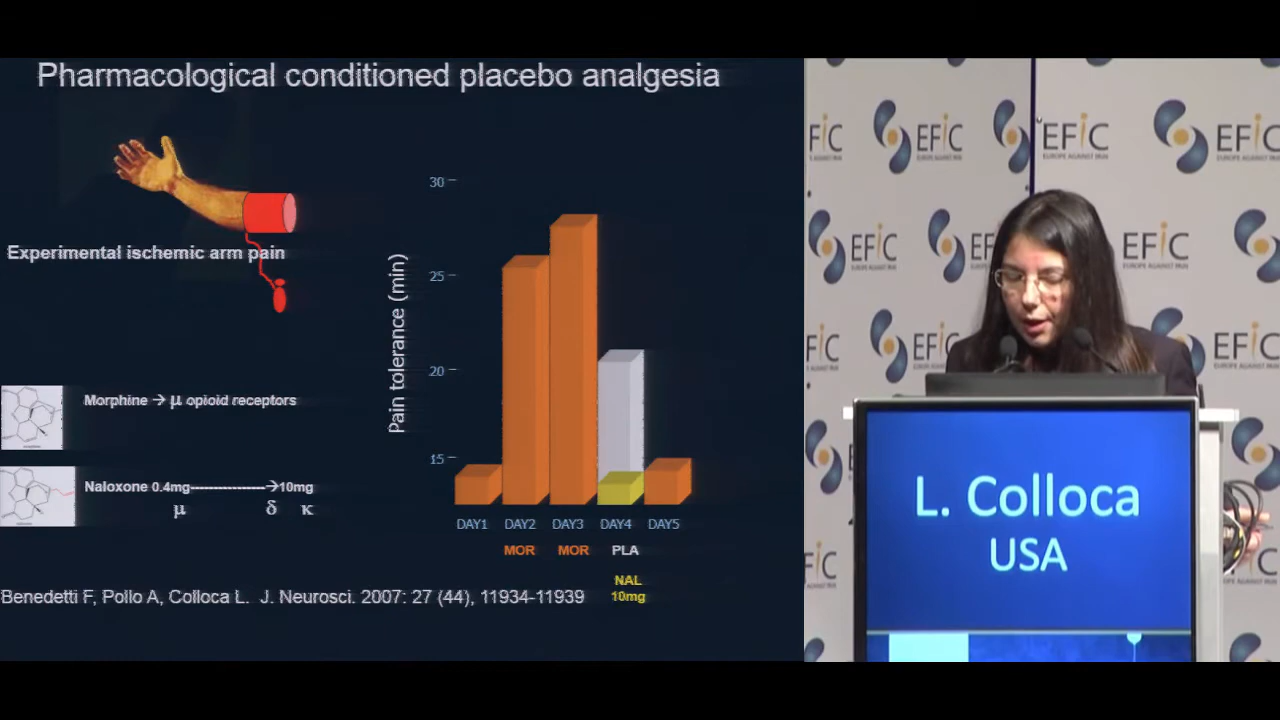 Pharmacological conditioned placebo analgesia
Experimental ischemic arm pain
Morphine → μ opioid receptors
Naloxone 0.4mg---------------→10mg
μ δ κ
Pain tolerance (min)
30
25
20
15
DAY1 DAY2 DAY3 DAY4 DAY5
MOR MOR PLA
NAL
10mg
Benedetti F, Pollo A, Colloca L. J. Neurosci. 2007: 27 (44), 11934-11939
EFiC
EUROPE AGAINST PAIN
L. Colloca
USA